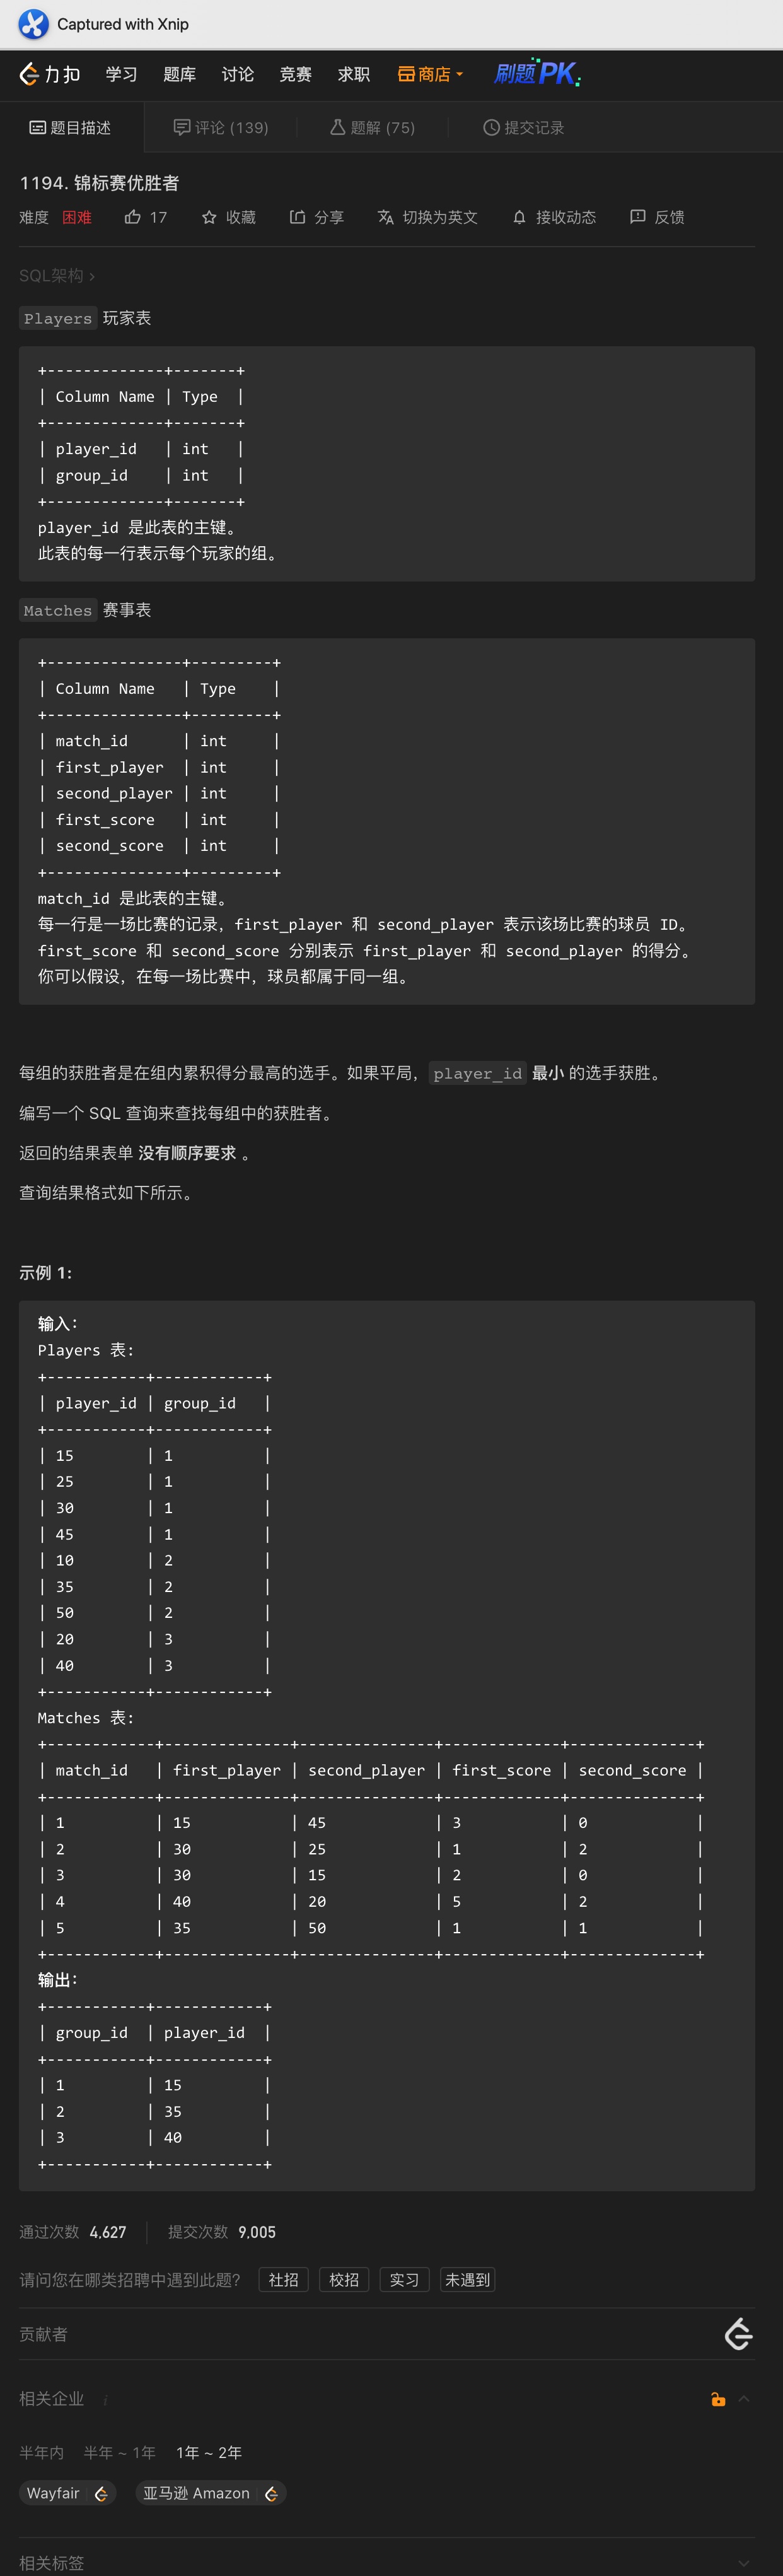 Captured with Xnip
力扣 学习 题库 讨论 竞赛 求职 商店 刷题PK
题目描述 评论 (139) 题解 (75) 提交记录
1194. 锦标赛优胜者
难度 困难 17 收藏 分享 切换为英文 接收动态 反馈
SQL架构 >
Players 玩家表
+-------------+-------+
| Column Name | Type  |
+-------------+-------+
| player_id   | int   |
| group_id    | int   |
+-------------+-------+
player_id 是此表的主键。
此表的每一行表示每个玩家的组。
Matches 赛事表
+---------------+---------+
| Column Name   | Type    |
+---------------+---------+
| match_id      | int     |
| first_player  | int     |
| second_player | int     |
| first_score   | int     |
| second_score  | int     |
+---------------+---------+
match_id 是此表的主键。
每一行是一场比赛的记录，first_player 和 second_player 表示该场比赛的球员 ID。
first_score 和 second_score 分别表示 first_player 和 second_player 的得分。
你可以假设，在每一场比赛中，球员都属于同一组。
每组的获胜者是在组内累积得分最高的选手。如果平局，player_id 最小 的选手获胜。
编写一个 SQL 查询来查找每组中的获胜者。
返回的结果表单 没有顺序要求 。
查询结果格式如下所示。
示例 1:
输入：
Players 表:
+-----------+------------+
| player_id | group_id   |
+-----------+------------+
| 15        | 1          |
| 25        | 1          |
| 30        | 1          |
| 45        | 1          |
| 10        | 2          |
| 35        | 2          |
| 50        | 2          |
| 20        | 3          |
| 40        | 3          |
+-----------+------------+
Matches 表:
+------------+--------------+---------------+-------------+--------------+
| match_id   | first_player | second_player | first_score | second_score |
+------------+--------------+---------------+-------------+--------------+
| 1          | 15           | 45            | 3           | 0            |
| 2          | 30           | 25            | 1           | 2            |
| 3          | 30           | 15            | 2           | 0            |
| 4          | 40           | 20            | 5           | 2            |
| 5          | 35           | 50            | 1           | 1            |
+------------+--------------+---------------+-------------+--------------+
输出：
+-----------+------------+
| group_id  | player_id  |
+-----------+------------+
| 1         | 15         |
| 2         | 35         |
| 3         | 40         |
+-----------+------------+
通过次数 4,627 提交次数 9,005
请问您在哪类招聘中遇到此题? 社招 校招 实习 未遇到
贡献者
相关企业 i
半年内 半年 ~ 1年 1年 ~ 2年
Wayfair 亚马逊 Amazon
相关标签